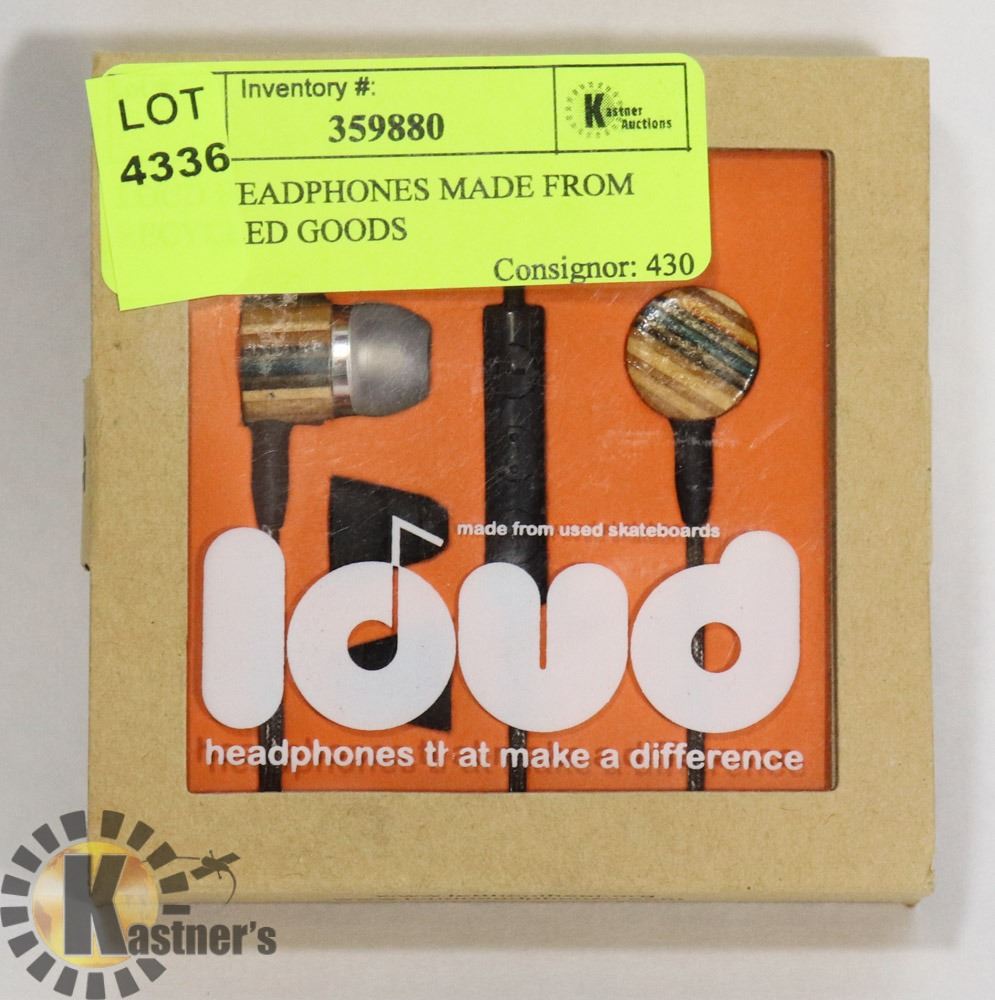 LOT
4336
Inventory #:
359880
Kastner
Auctions
EADPHONES MADE FROM
ED GOODS
Consignor: 430
made from used skateboards
loud
headphones that make a difference
Kastner's